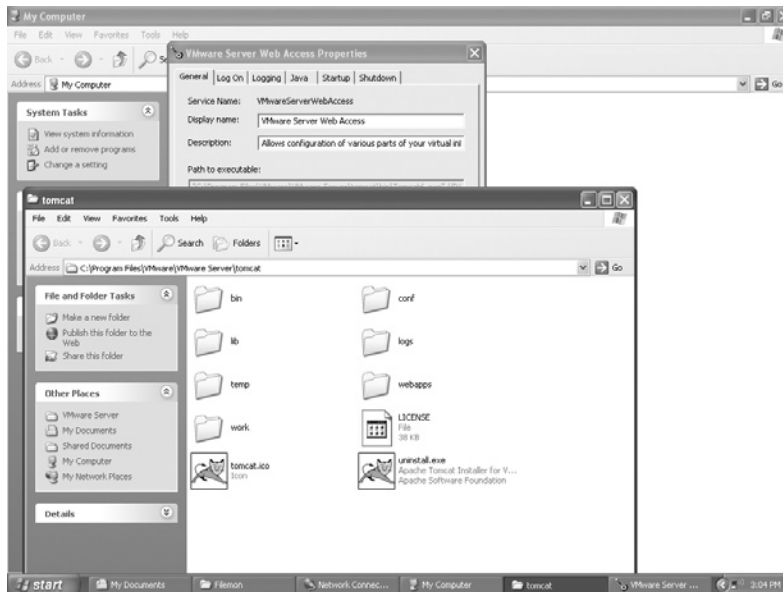 My Computer
File Edit View Favorites Tools Help
Back
Address My Computer
Go
System Tasks
View system information
Add or remove programs
Change a setting
VMware Server Web Access Properties
General Log On Logging Java Startup Shutdown
Service Name: VMwareServerWebAccess
Display name: VMware Server Web Access
Description: Allows configuration of various parts of your virtual
Path to executable:
tomcat
File Edit View Favorites Tools Help
Back Search Folders
Address C:\Program Files\VMware\VMware Server\tomcat Go
File and Folder Tasks
Make a new folder
Publish this folder to the Web
Share this folder
Other Places
VMware Server
My Documents
Shared Documents
My Computer
My Network Places
Details
bin
conf
lib
logs
temp
webapps
work
LICENSE
File
38 KB
tomcat.ico
Icon
uninstall.exe
Apache Tomcat Installer for V...
Apache Software Foundation
start My Documents Filemon Network Connec... My Computer tomcat VMware Server ... 3:04 PM